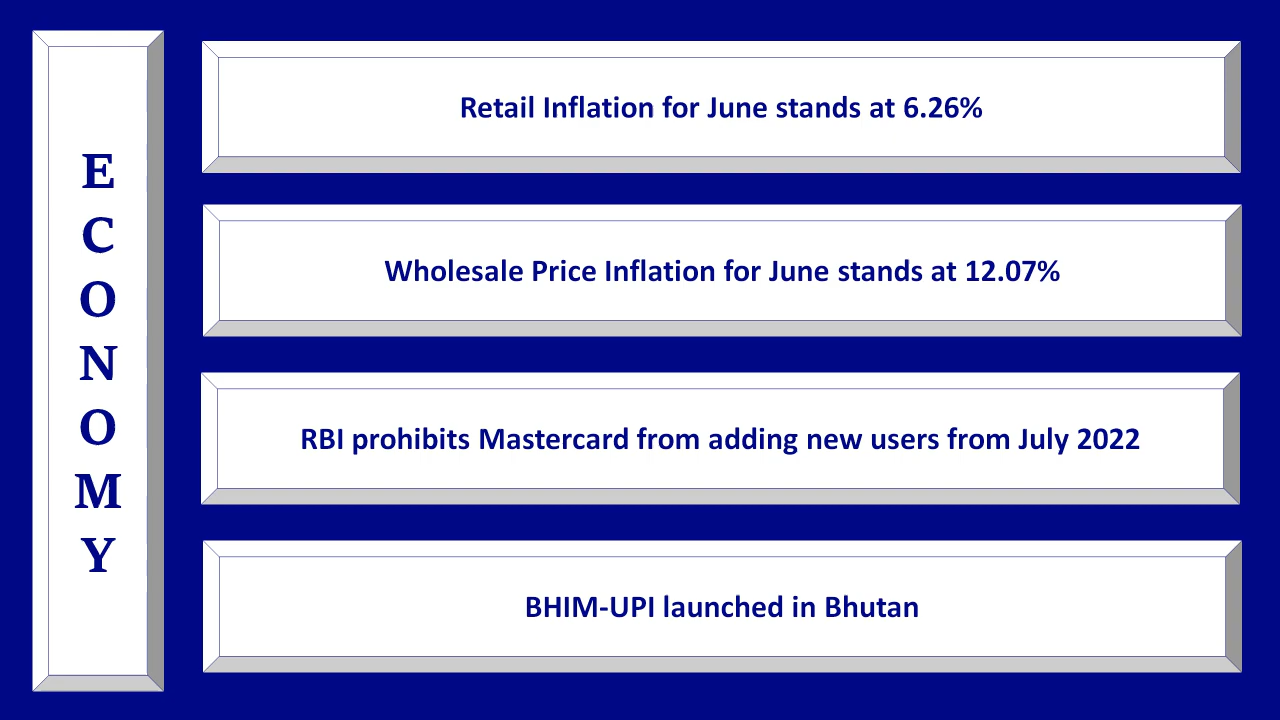 ECONOMY
Retail Inflation for June stands at 6.26%
Wholesale Price Inflation for June stands at 12.07%
RBI prohibits Mastercard from adding new users from July 2022
BHIM-UPI launched in Bhutan